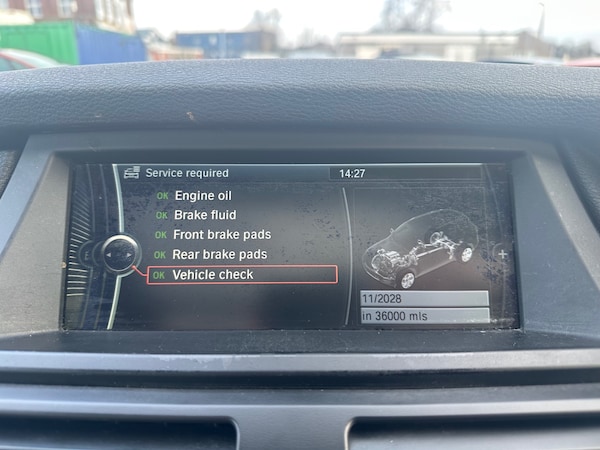 Service required
14:27
OK Engine oil
OK Brake fluid
OK Front brake pads
OK Rear brake pads
OK Vehicle check
11/2028
in 36000 mls